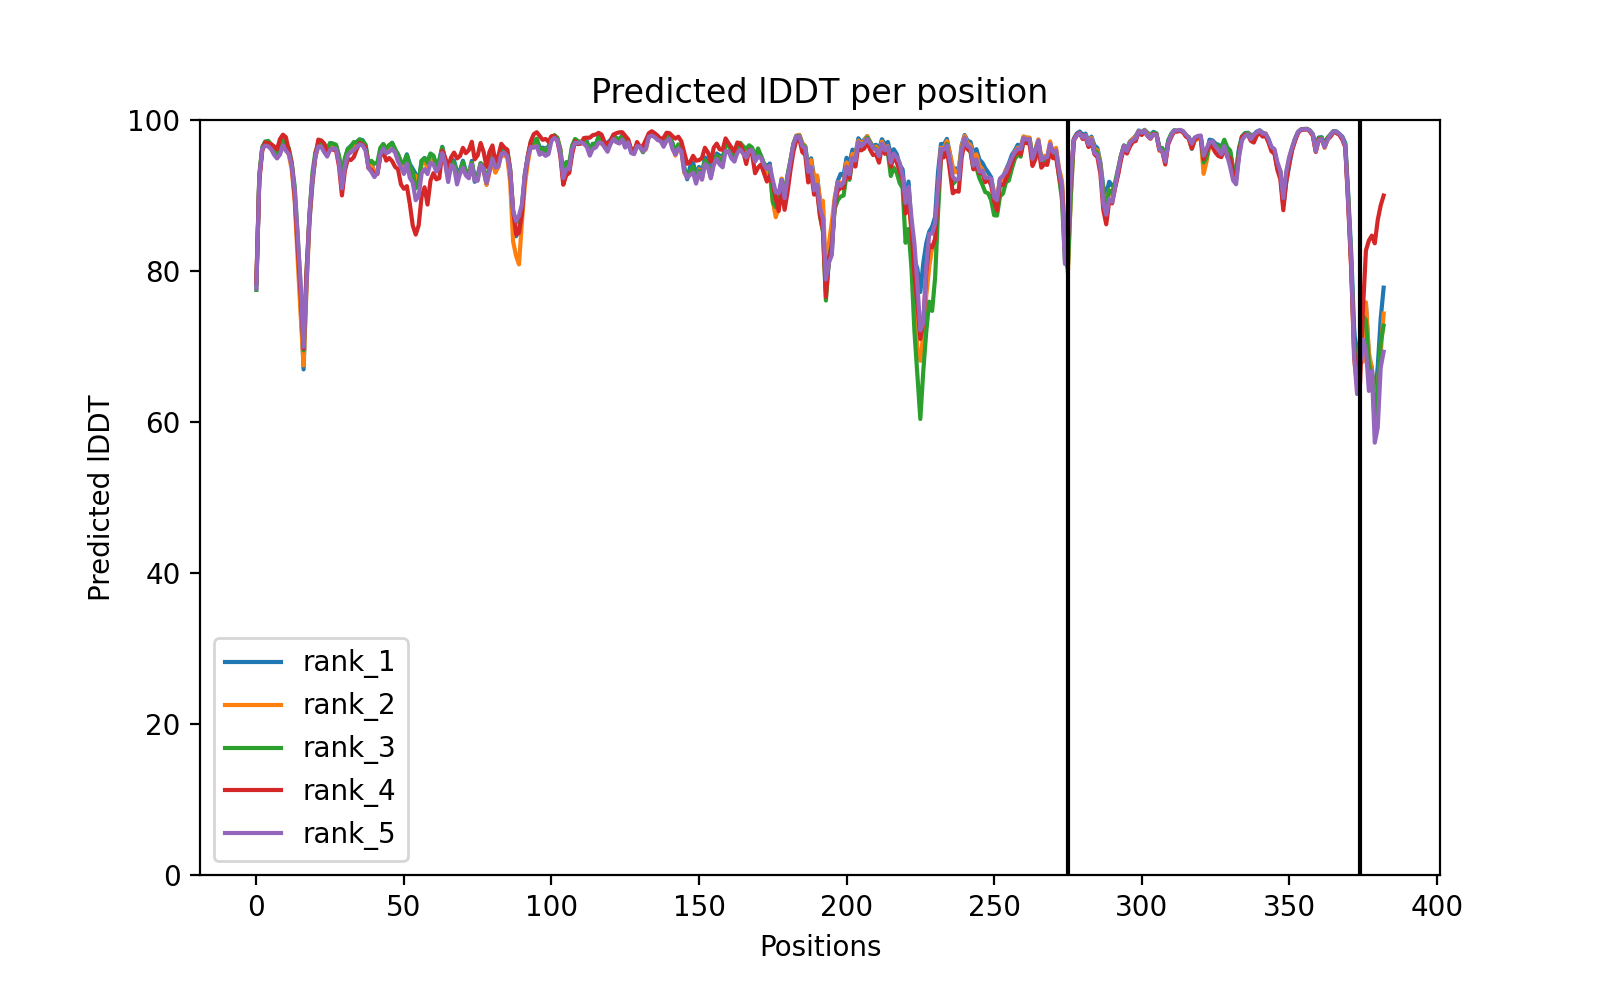 Predicted lDDT per position
Predicted lDDT
100
80
60
40
20
0
rank_1
rank_2
rank_3
rank_4
rank_5
0 50 100 150 200 250 300 350 400
Positions